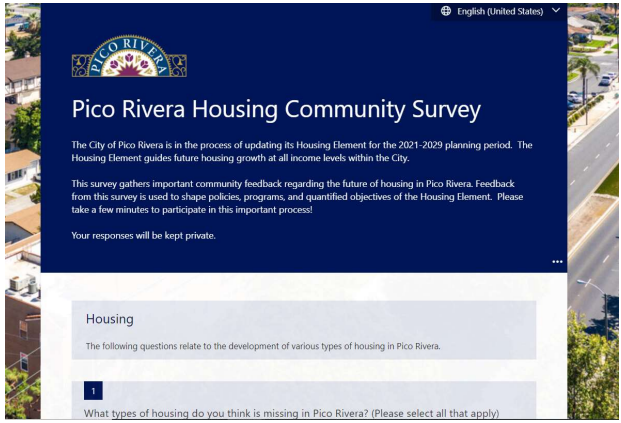 English (United States)
PICO RIVERA
Pico Rivera Housing Community Survey
The City of Pico Rivera is in the process of updating its Housing Element for the 2021-2029 planning period.  The
Housing Element guides future housing growth at all income levels within the City.
This survey gathers important community feedback regarding the future of housing in Pico Rivera. Feedback
from this survey is used to shape policies, programs, and quantified objectives of the Housing Element.  Please
take a few minutes to participate in this important process!
Your responses will be kept private.
Housing
The following questions relate to the development of various types of housing in Pico Rivera.
1
What types of housing do you think is missing in Pico Rivera? (Please select all that apply)